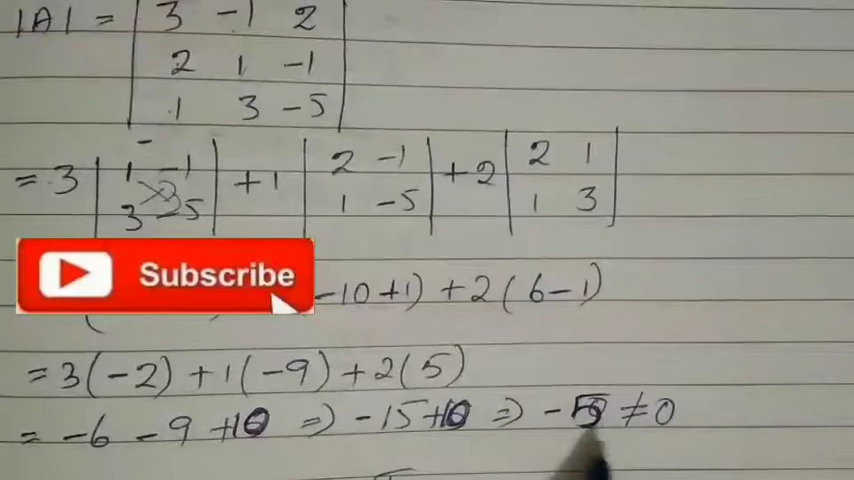 |A| = | 3 -1 2 |
| 2 1 -1 |
| 1 3 -5 |
= 3 | 1 -1 | +1 | 2 -1 | +2 | 2 1 |
| 3 -5 | | 1 -5 | | 1 3 |
Subscribe
-10+1) +2(6-1)
= 3(-2) +1(-9) +2(5)
= -6 -9 +10 ⇒ -15+10 ⇒ -5 ≠ 0